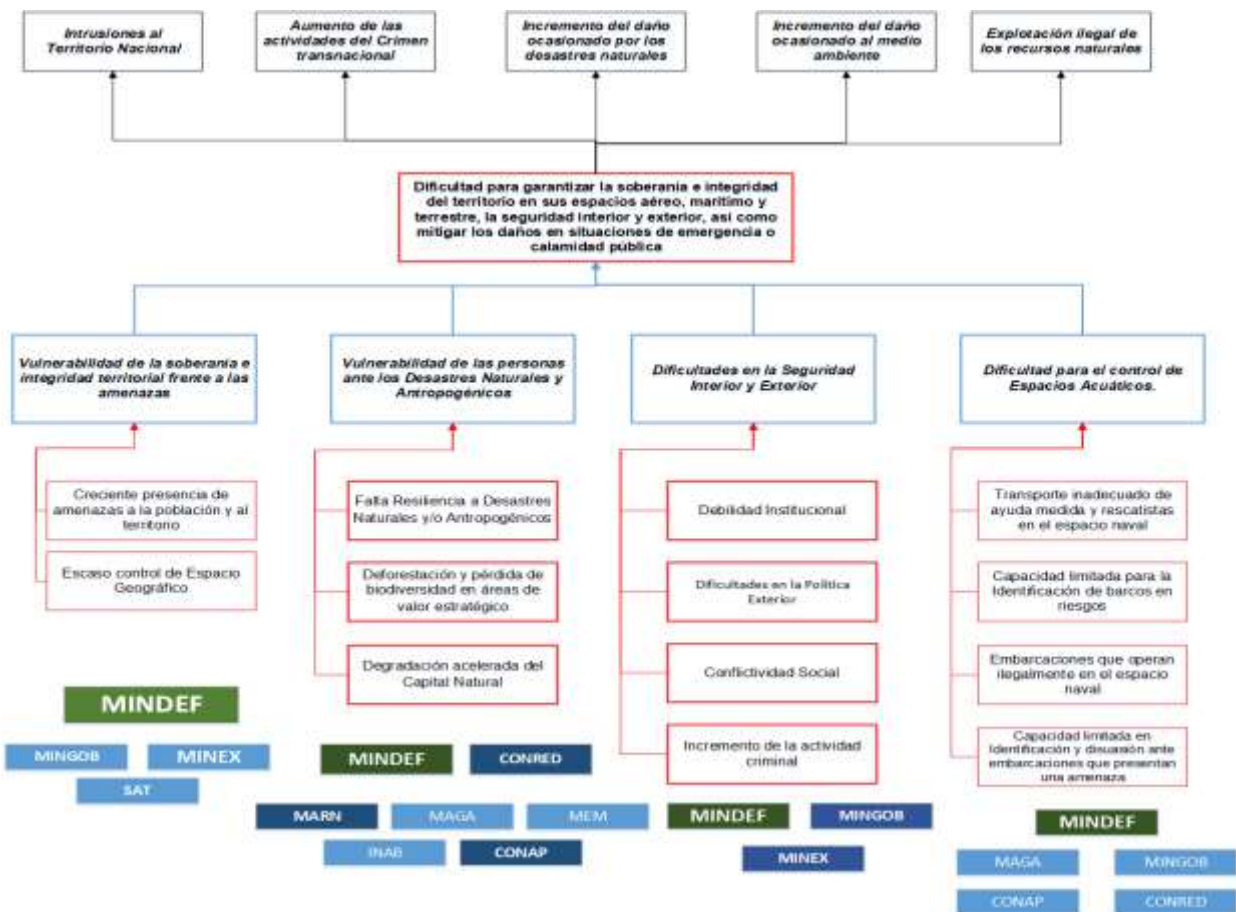 Intrusiones al
Territorio Nacional
Aumento de las
actividades del Crimen
transnacional
Incremento del daño
ocasionado por los
desastres naturales
Incremento del daño
ocasionado al medio
ambiente
Explotación ilegal de
los recursos naturales
Dificultad para garantizar la soberanía e integridad
del territorio en sus espacios aéreo, marítimo y
terrestre, la seguridad interior y exterior, así como
mitigar los daños en situaciones de emergencia o
calamidad pública
Vulnerabilidad de la soberanía e
integridad territorial frente a las
amenazas
Vulnerabilidad de las personas
ante los Desastres Naturales y
Antropogénicos
Dificultades en la Seguridad
Interior y Exterior
Dificultad para el control de
Espacios Acuáticos.
Creciente presencia de
amenazas a la población y al
territorio
Escaso control de Espacio
Geográfico
Falta Resiliencia a Desastres
Naturales y/o Antropogénicos
Deforestación y pérdida de
biodiversidad en áreas de
valor estratégico
Degradación acelerada del
Capital Natural
Debilidad Institucional
Dificultades en la Política
Exterior
Conflictividad Social
Incremento de la actividad
criminal
Transporte inadecuado de
ayuda medida y rescatistas
en el espacio naval
Capacidad limitada para la
Identificación de barcos en
riesgos
Embarcaciones que operan
ilegalmente en el espacio
naval
Capacidad limitada en
Identificación y disuasión ante
embarcaciones que presentan
una amenaza
MINDEF
MINGOB
MINEX
SAT
MINDEF
CONRED
MARN
MAGA
MEM
INAB
CONAP
MINDEF
MINGOB
MINEX
MINDEF
MAGA
MINGOB
CONAP
CONRED